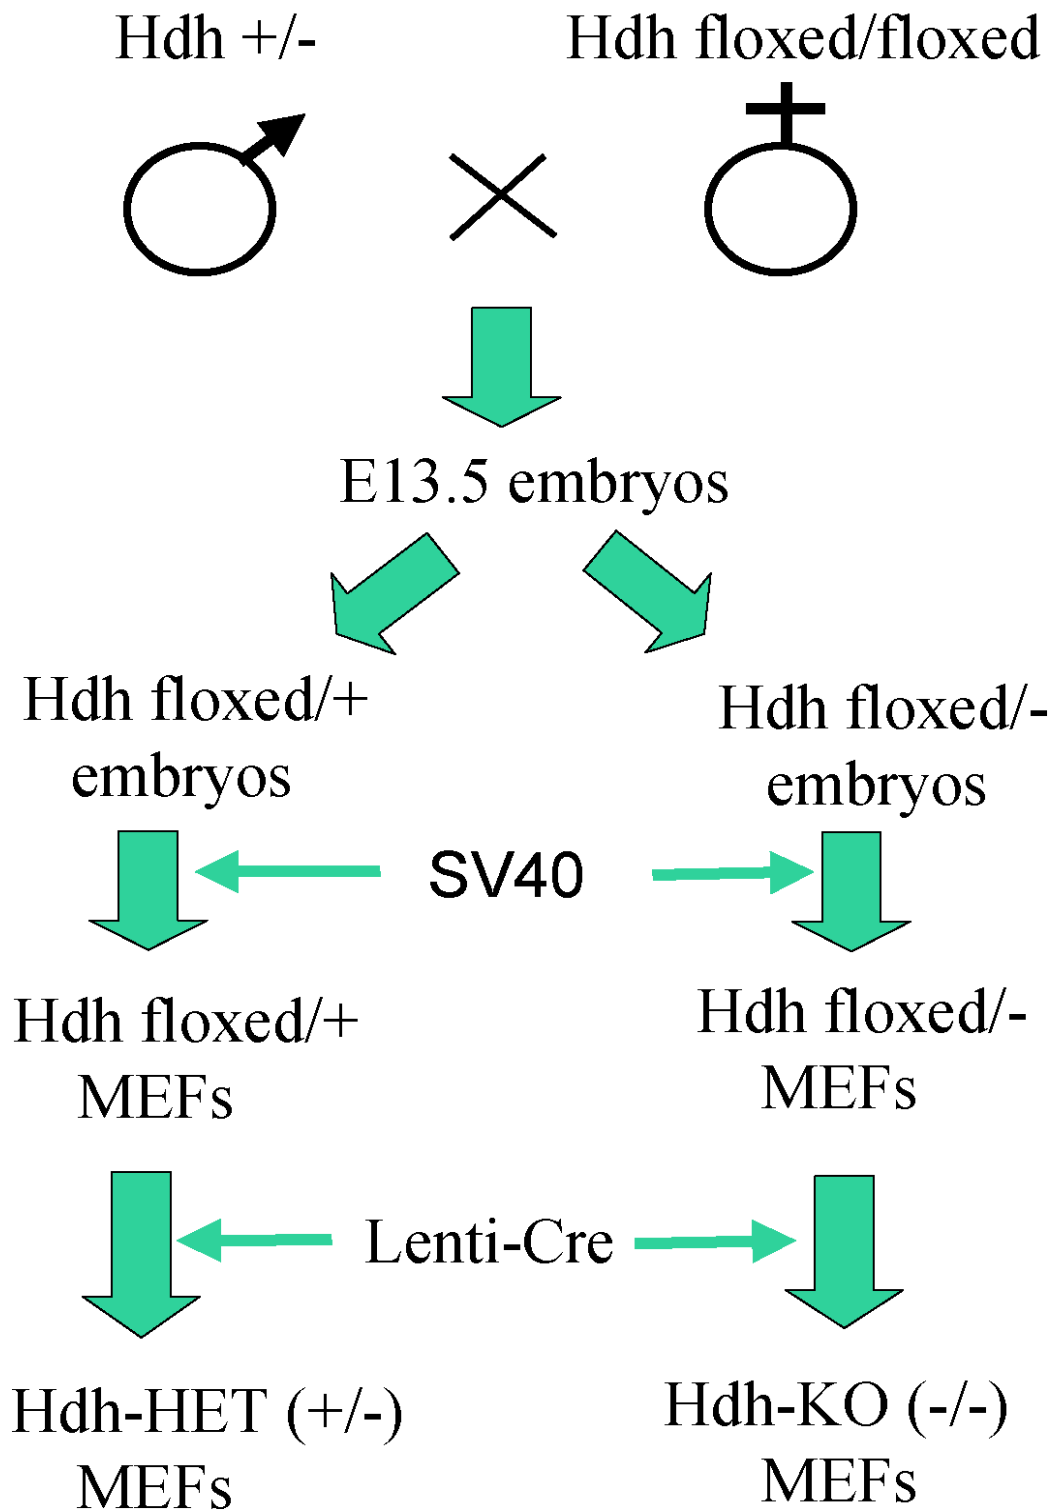 Hdh +/-
Hdh floxed/floxed
E13.5 embryos
Hdh floxed/+
embryos
Hdh floxed/-
embryos
SV40
Hdh floxed/+
MEFs
Hdh floxed/-
MEFs
Lenti-Cre
Hdh-HET (+/-)
MEFs
Hdh-KO (-/-)
MEFs